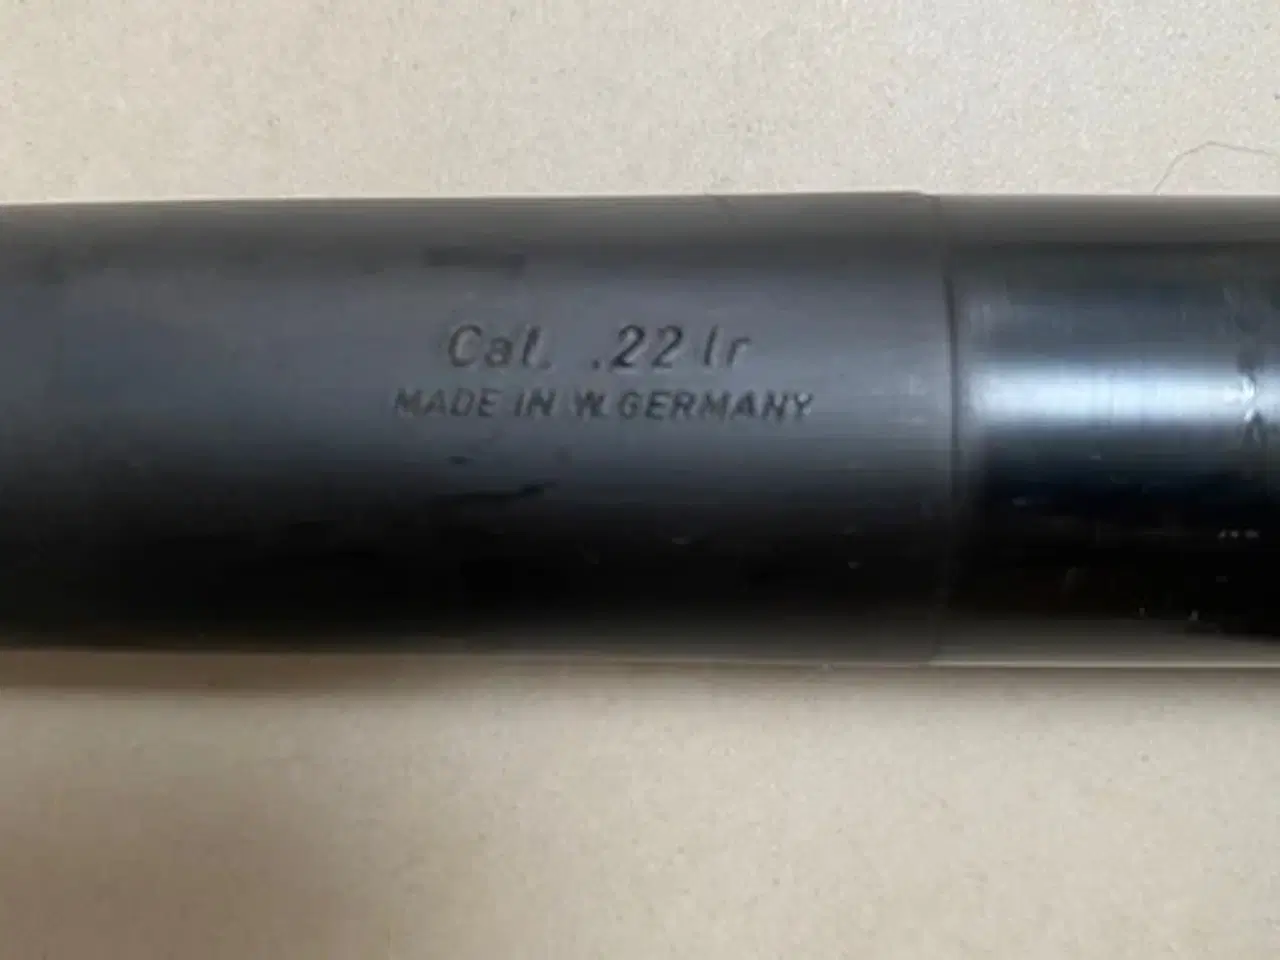 Cal. .22 lr
MADE IN W. GERMANY